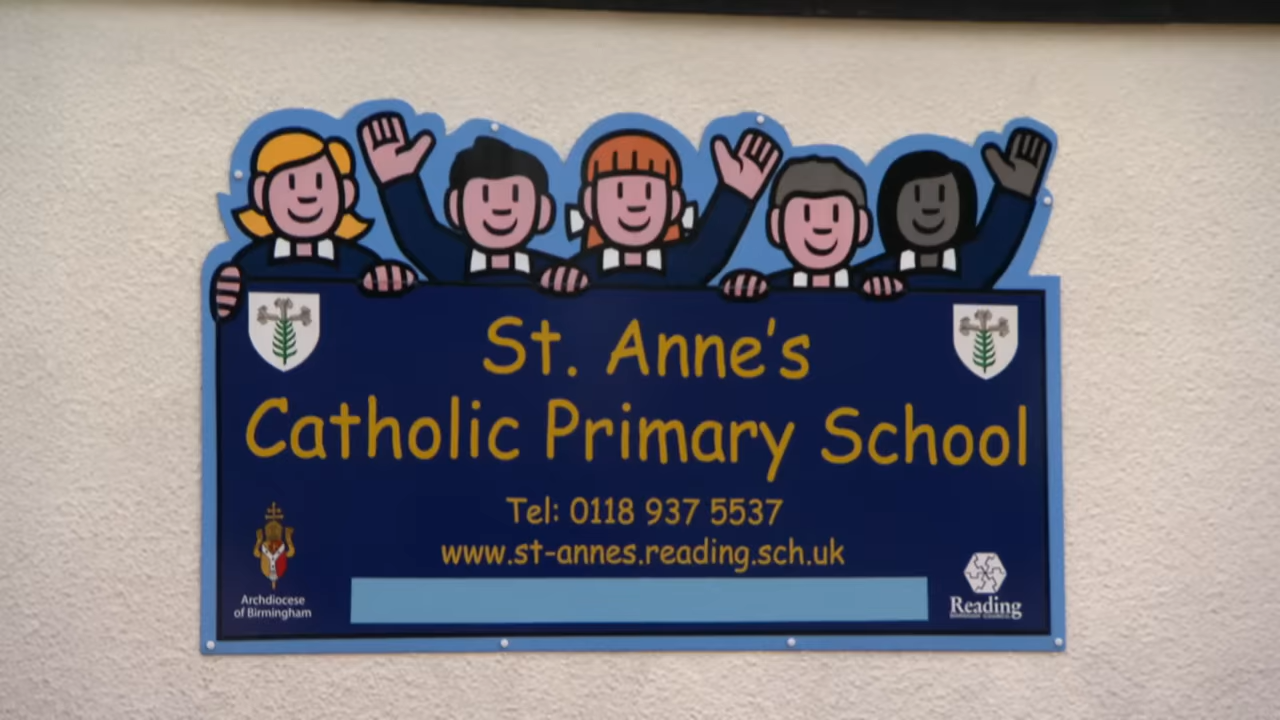 St. Anne's
Catholic Primary School
Tel: 0118 937 5537
www.st-annes.reading.sch.uk
Archdiocese
of Birmingham
Reading